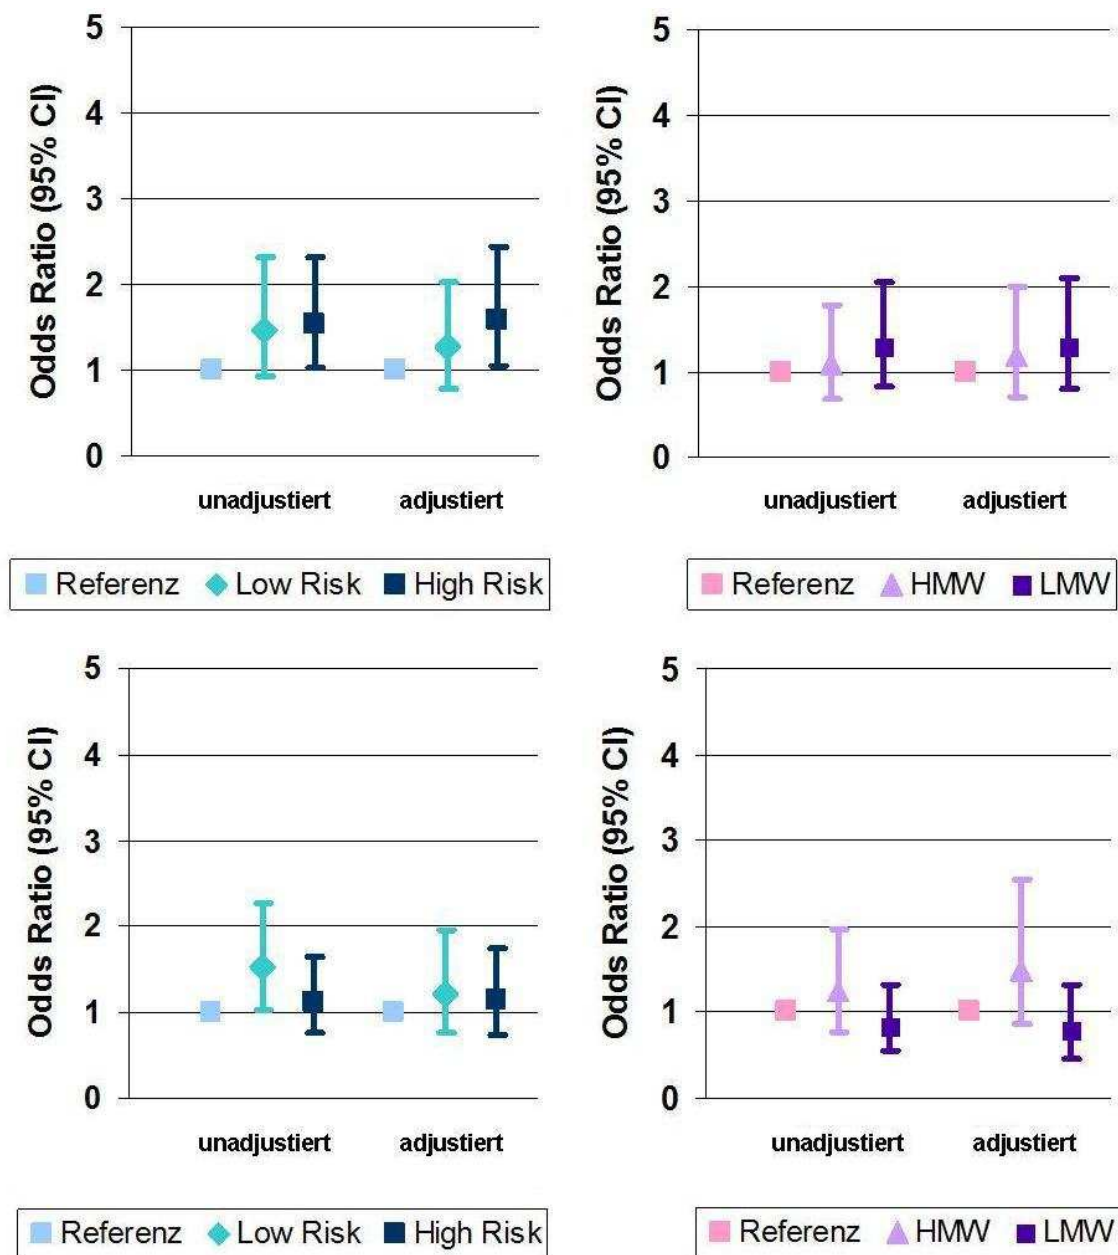 Odds Ratio (95% CI)
5
4
3
2
1
0
unadjustiert adjustiert
Referenz Low Risk High Risk
Odds Ratio (95% CI)
5
4
3
2
1
0
unadjustiert adjustiert
Referenz HMW LMW
Odds Ratio (95% CI)
5
4
3
2
1
0
unadjustiert adjustiert
Referenz Low Risk High Risk
Odds Ratio (95% CI)
5
4
3
2
1
0
unadjustiert adjustiert
Referenz HMW LMW